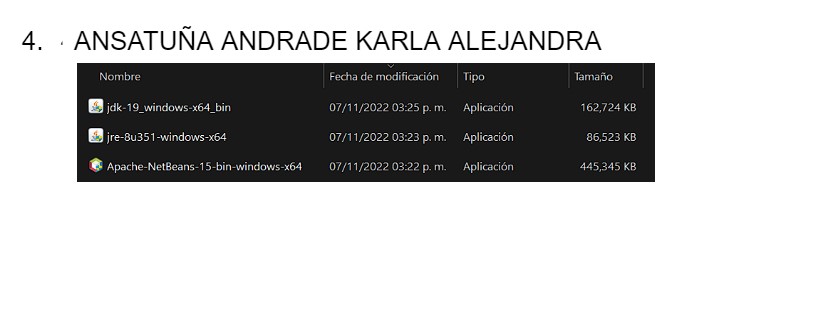 4. ANSATUÑA ANDRADE KARLA ALEJANDRA
Nombre Fecha de modificación Tipo Tamaño
jdk-19_windows-x64_bin 07/11/2022 03:25 p. m. Aplicación 162,724 KB
jre-8u351-windows-x64 07/11/2022 03:23 p. m. Aplicación 86,523 KB
Apache-NetBeans-15-bin-windows-x64 07/11/2022 03:22 p. m. Aplicación 445,345 KB